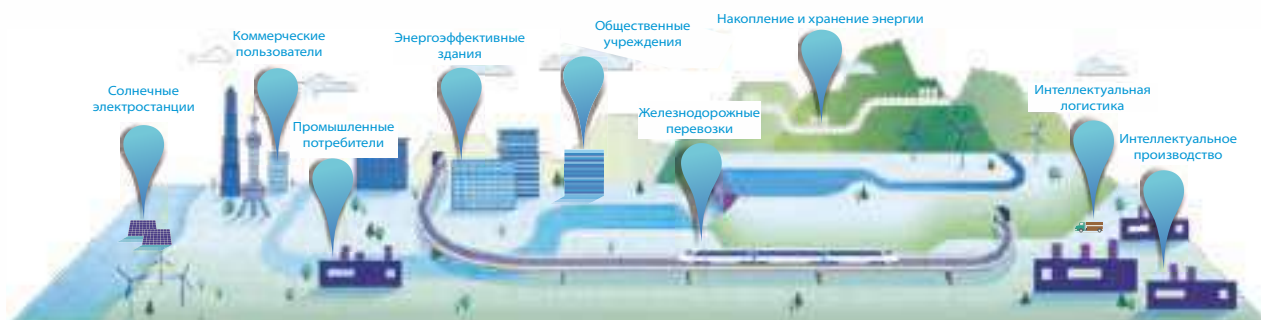 Солнечные
электростанции
Коммерческие
пользователи
Промышленные
потребители
Энергоэффективные
здания
Общественные
учреждения
Железнодорожные
перевозки
Накопление и хранение энергии
Интеллектуальная
логистика
Интеллектуальное
производство